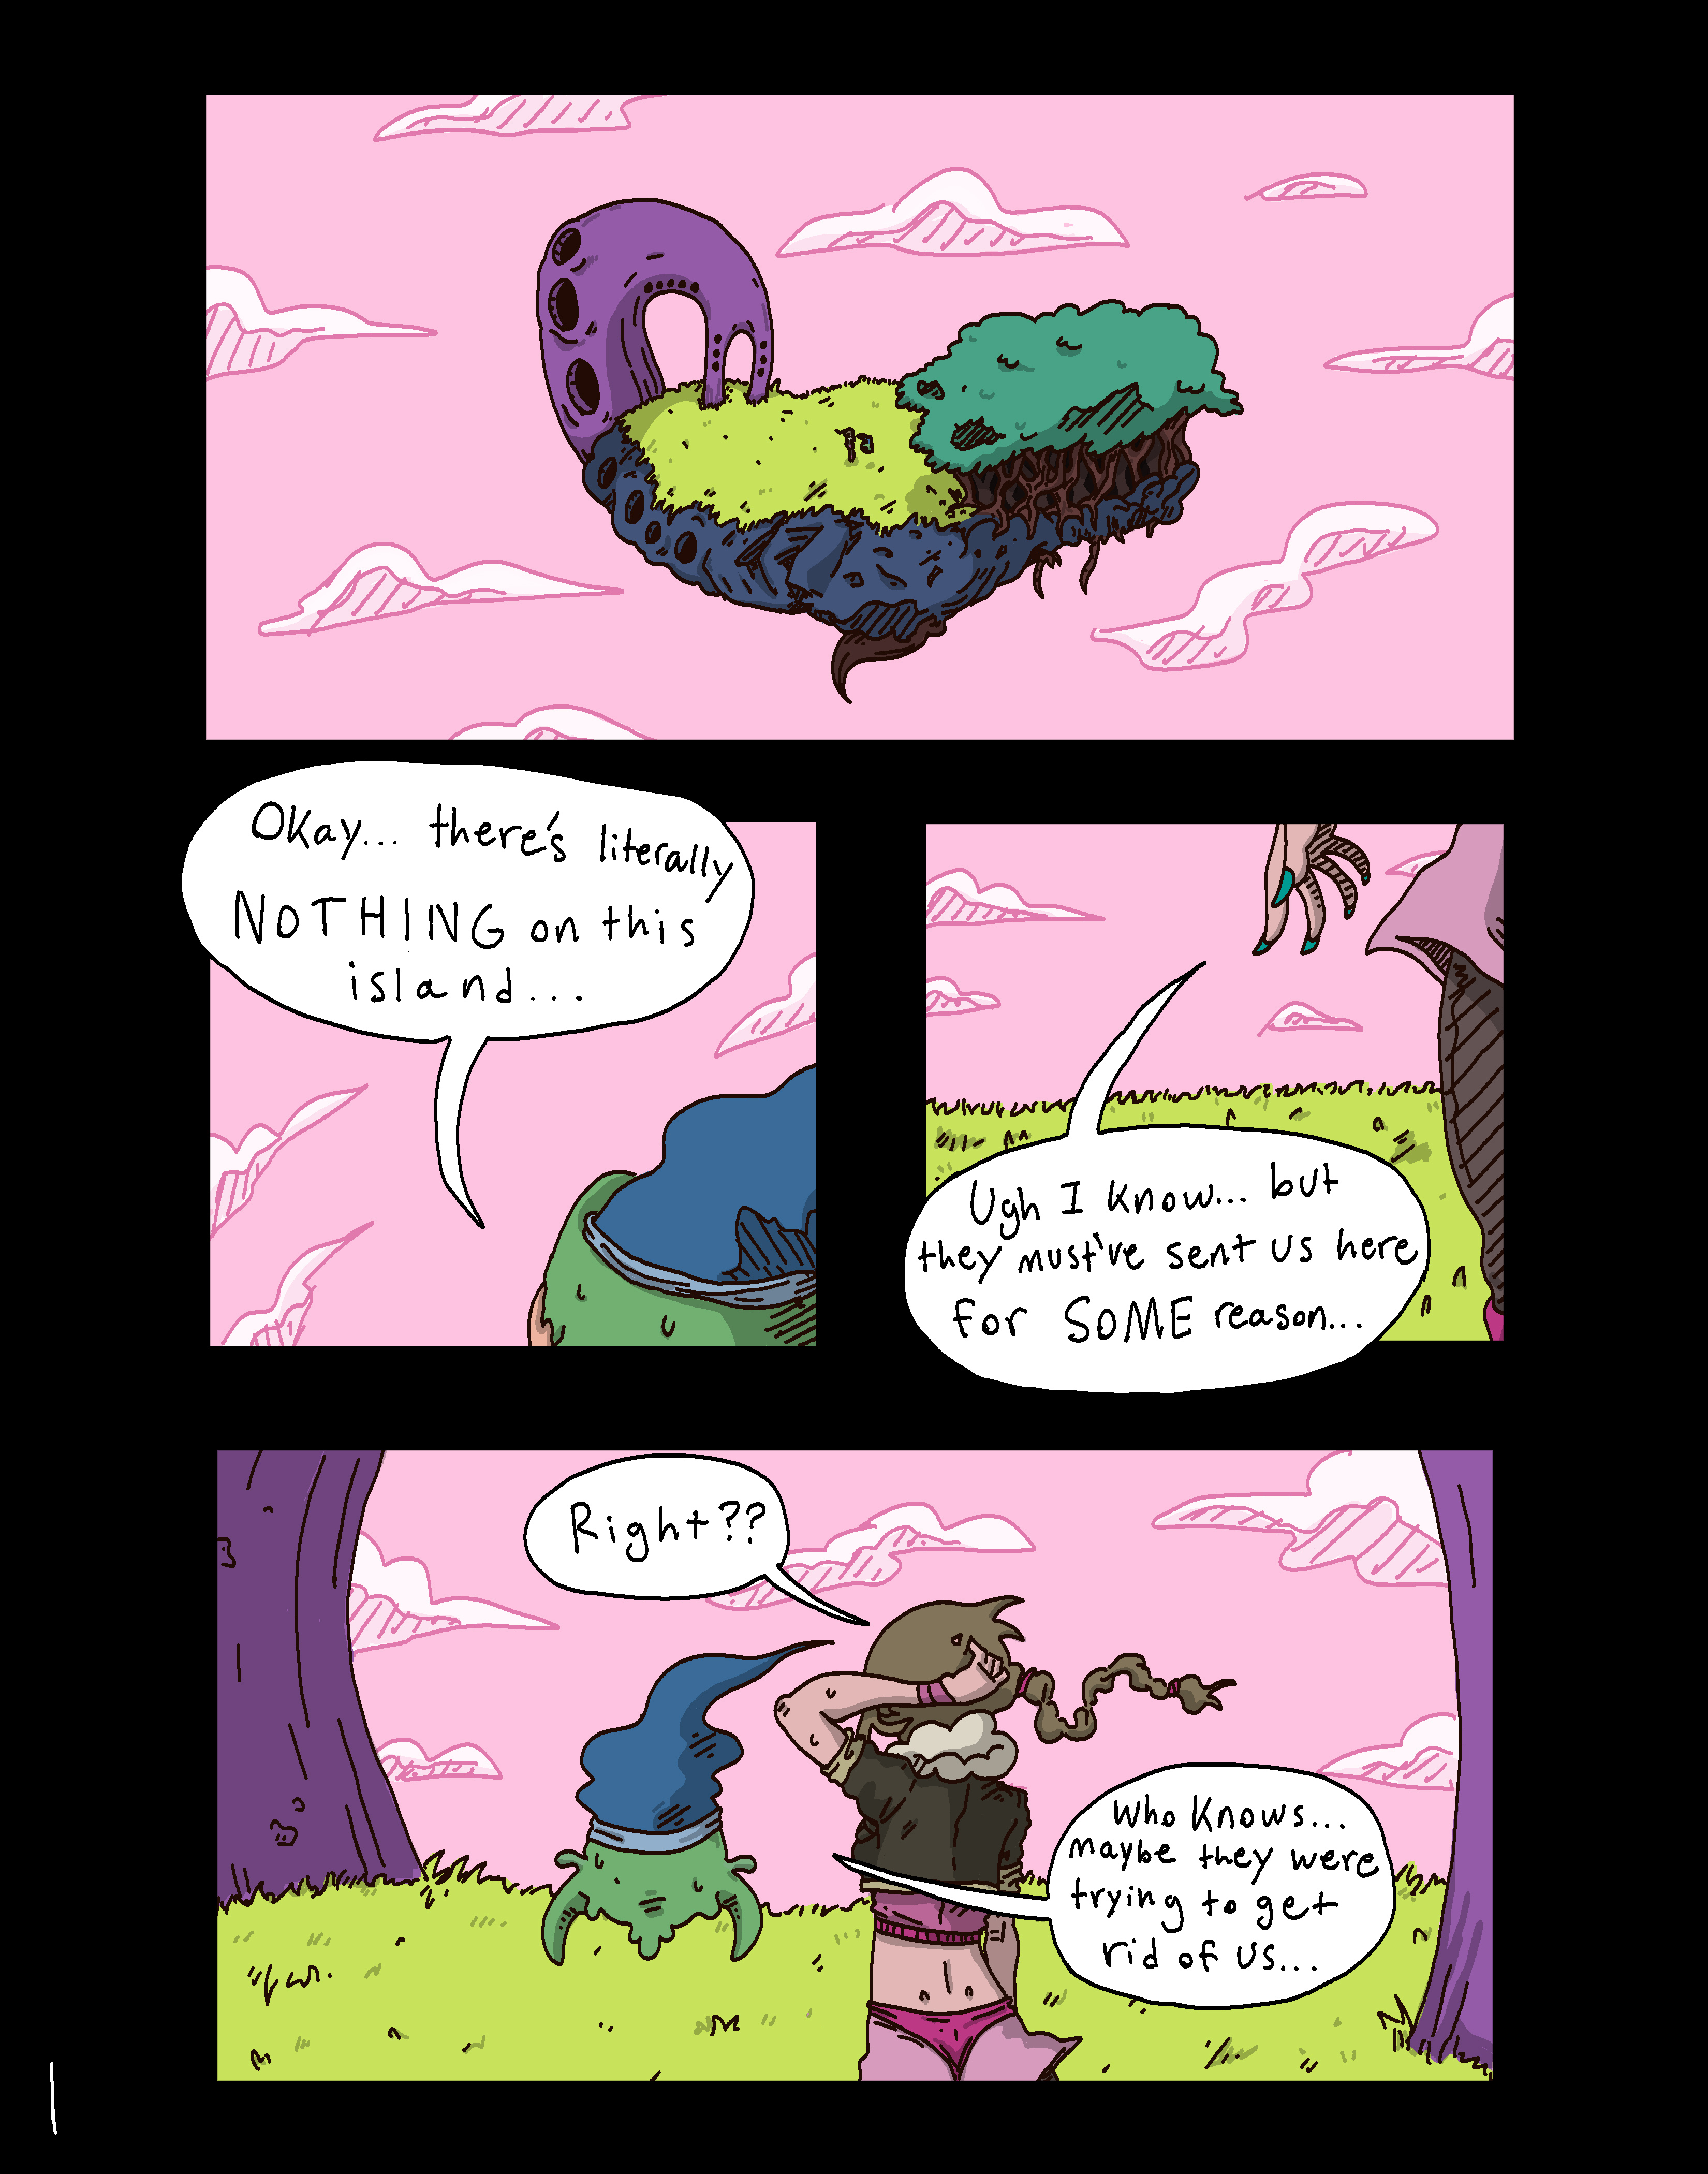 Okay... there's literally
NOTHING on this
island...
Ugh I know... but
they must've sent us here
for SOME reason...
Right??
Who knows...
maybe they were
trying to get
rid of us...
1